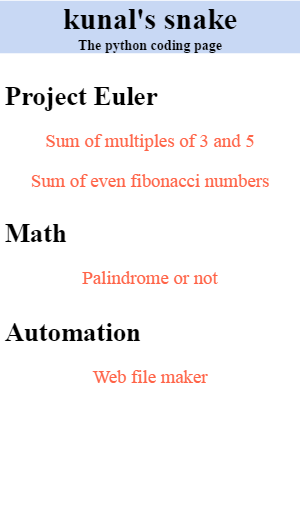 kunal's snake
The python coding page
Project Euler
Sum of multiples of 3 and 5
Sum of even fibonacci numbers
Math
Palindrome or not
Automation
Web file maker